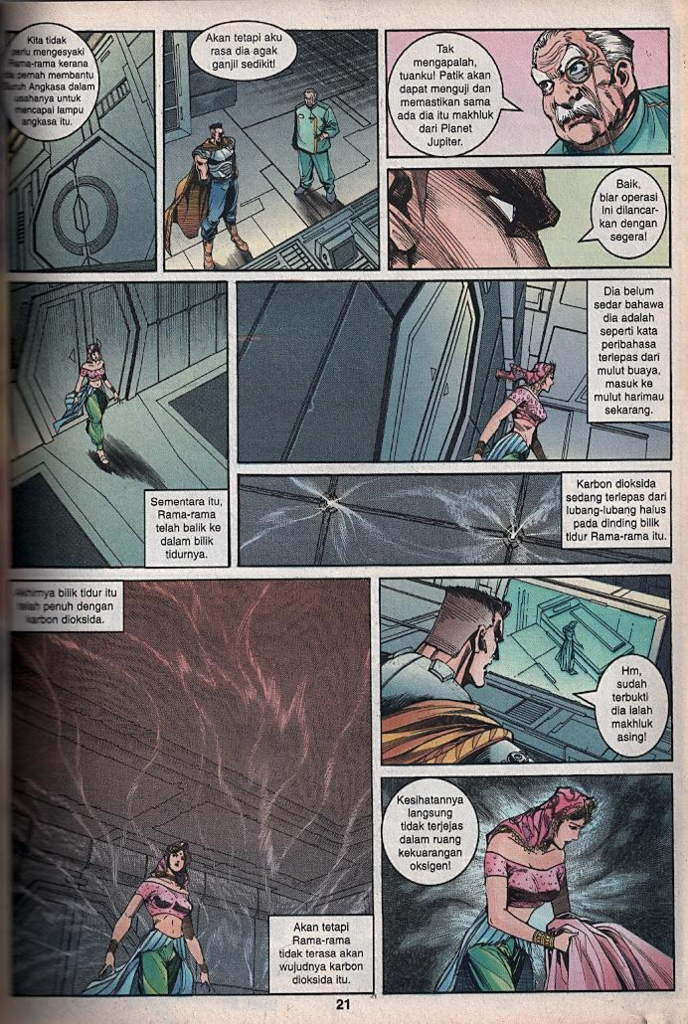 Kita tidak
perlu mengesyaki
Rama-rama kerana
dia pernah membantu
Angkasa dalam
usahanya untuk
mencapai lampu
angkasa itu.
Akan tetapi aku
rasa dia agak
ganjil sedikit!
Tak
mengapalah,
tuanku! Patik akan
dapat menguji dan
memastikan sama
ada dia itu makhluk
dari Planet
Jupiter.
Baik,
biar operasi
ini dilancar-
kan dengan
segera!
Sementara itu,
Rama-rama
telah balik ke
dalam bilik
tidurnya.
Dia belum
sedar bahawa
dia adalah
seperti kata
peribahasa
terlepas dari
mulut buaya,
masuk ke
mulut harimau
sekarang.
Karbon dioksida
sedang terlepas dari
lubang-lubang halus
pada dinding bilik
tidur Rama-rama itu.
Akhirnya bilik tidur itu
telah penuh dengan
karbon dioksida.
Akan tetapi
Rama-rama
tidak terasa akan
wujudnya karbon
dioksida itu.
Hm,
sudah
terbukti
dia ialah
makhluk
asing!
Kesihatannya
langsung
tidak terjejas
dalam ruang
kekuarangan
oksigen!
21